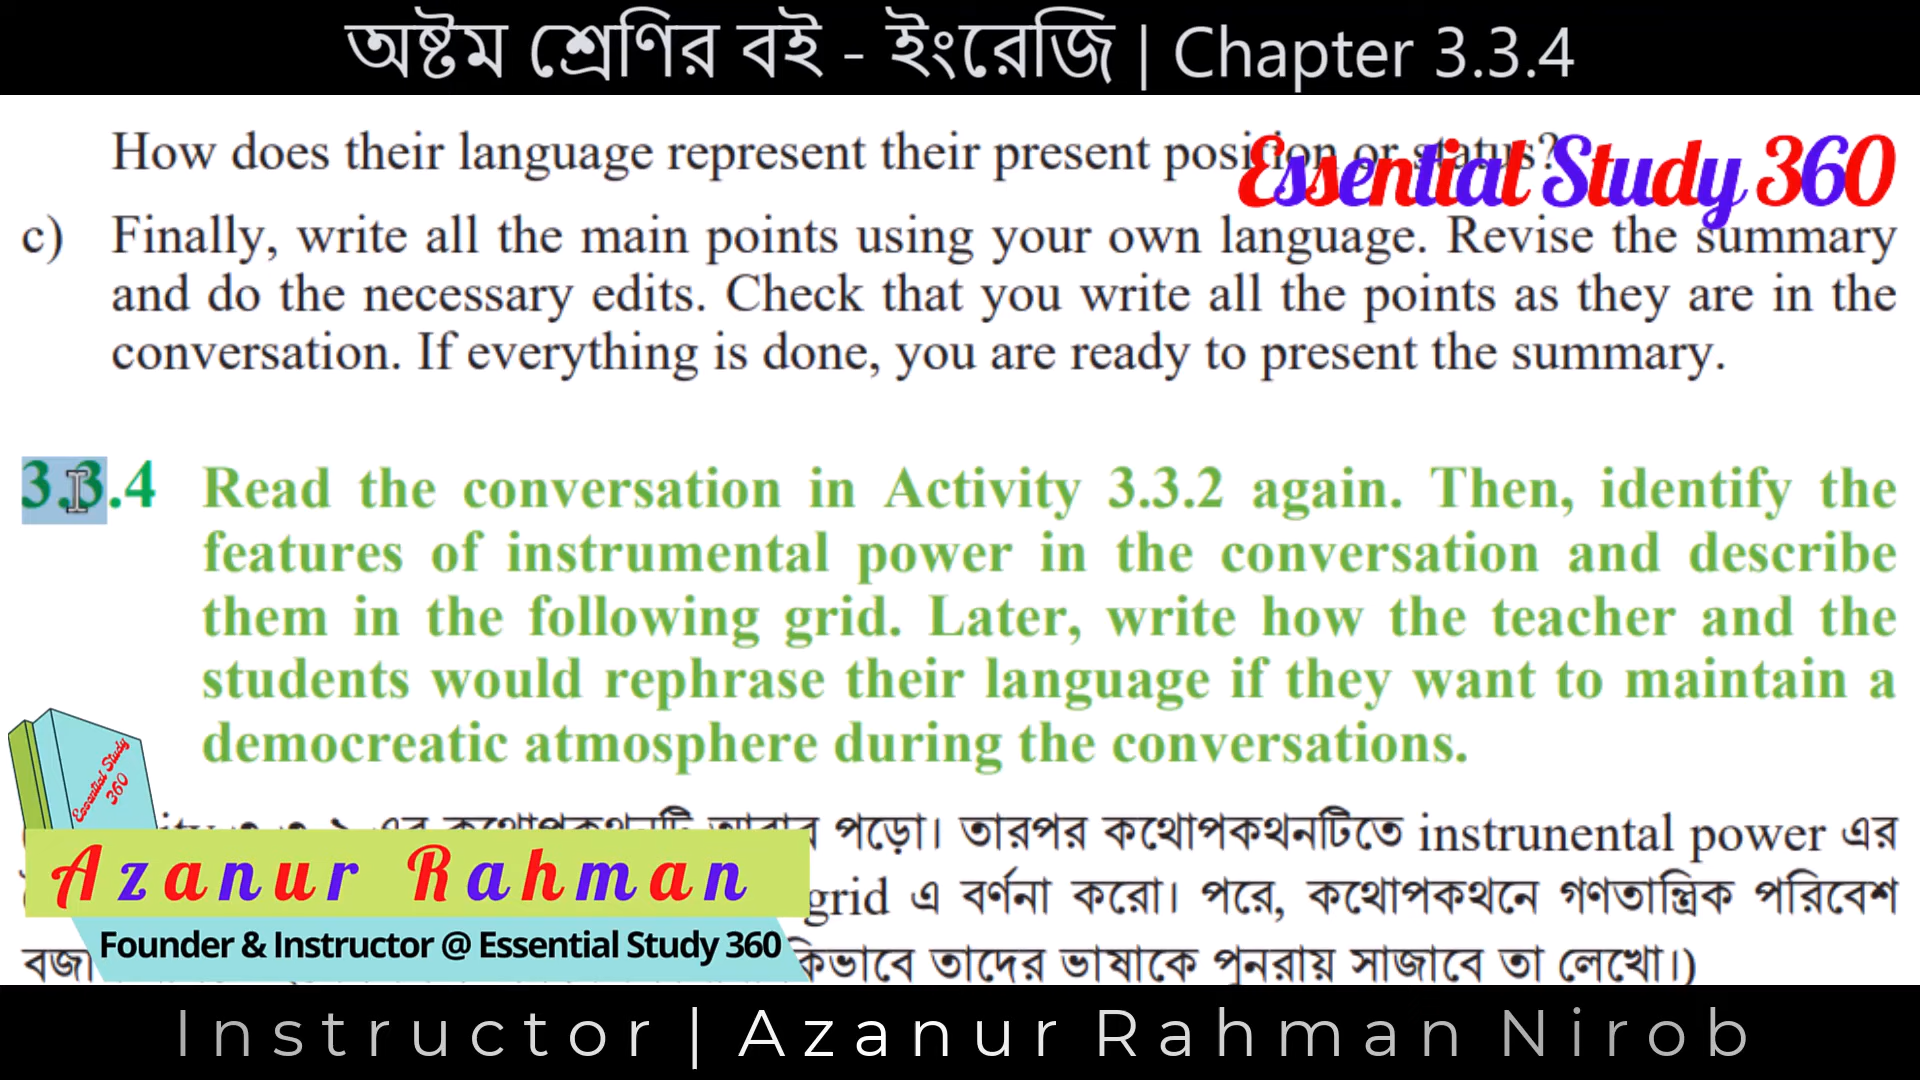 অষ্টম শ্রেণির বই - ইংরেজি | Chapter 3.3.4
How does their language represent their present position or status?
Essential Study 360
c) Finally, write all the main points using your own language. Revise the summary
and do the necessary edits. Check that you write all the points as they are in the
conversation. If everything is done, you are ready to present the summary.
3.3.4 Read the conversation in Activity 3.3.2 again. Then, identify the
features of instrumental power in the conversation and describe
them in the following grid. Later, write how the teacher and the
students would rephrase their language if they want to maintain a
democreatic atmosphere during the conversations.
Essential Study
360
পড়ো। তারপর কথোপকথনটিতে instrunental power এর
grid এ বর্ণনা করো। পরে, কথোপকথনে গণতান্ত্রিক পরিবেশ
কিভাবে তাদের ভাষাকে পুনরায় সাজাবে তা লেখো।)
Azanur Rahman
Founder & Instructor @ Essential Study 360
Instructor | Azanur Rahman Nirob